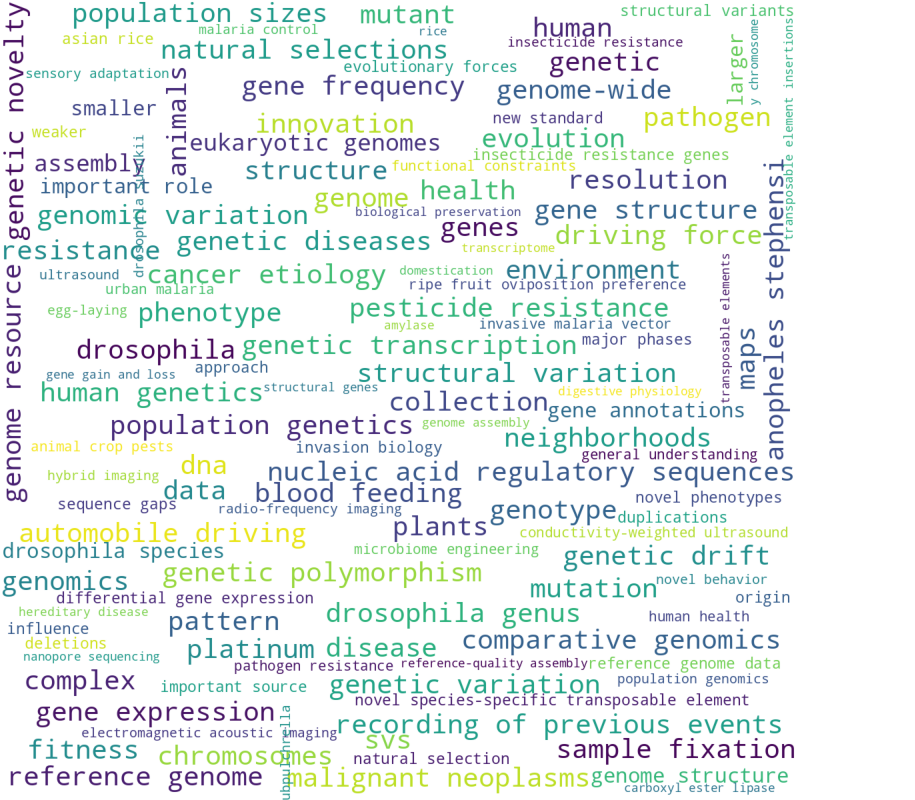 population sizes
mutant
structural variants
asian rice
malaria control
rice
human
natural selections
insecticide resistance
sensory adaptation
evolutionary forces
genetic
larger
y chromosome
transposable element insertions
genetic novelty
animals
smaller
gene frequency
genome-wide
weaker
innovation
new standard
pathogen
eukaryotic genomes
evolution
assembly
structure
functional constraints
insecticide resistance genes
important role
genome
health
resolution
genomic variation
biological preservation
gene structure
genes
driving force
resistance
genetic diseases
transcriptome
anopheles stephensi
ultrasound
cancer etiology
domestication
environment
urban malaria
ripe fruit oviposition preference
egg-laying
phenotype
pesticide resistance
transposable elements
amylase
invasive malaria vector
maps
genome resource
drosophila
genetic transcription
major phases
gene gain and loss
approach
structural variation
human genetics
structural genes
digestive physiology
collection
gene annotations
population genetics
genome assembly
neighborhoods
animal crop pests
invasion biology
general understanding
hybrid imaging
dna
nucleic acid regulatory sequences
data
blood feeding
novel phenotypes
sequence gaps
radio-frequency imaging
genotype
duplications
automobile driving
plants
conductivity-weighted ultrasound
drosophila species
microbiome engineering
genetic drift
genomics
genetic polymorphism
mutation
novel behavior
differential gene expression
origin
hereditary disease
pattern
drosophila genus
human health
influence
deletions
platinum
disease
comparative genomics
nanopore sequencing
pathogen resistance
reference-quality assembly
reference genome data
complex
important source
genetic variation
population genomics
novel species-specific transposable element
gene expression
recording of previous events
electromagnetic acoustic imaging
fitness
chromosomes
svs
natural selection
sample fixation
reference genome
malignant neoplasms
genome structure
carboxyl ester lipase